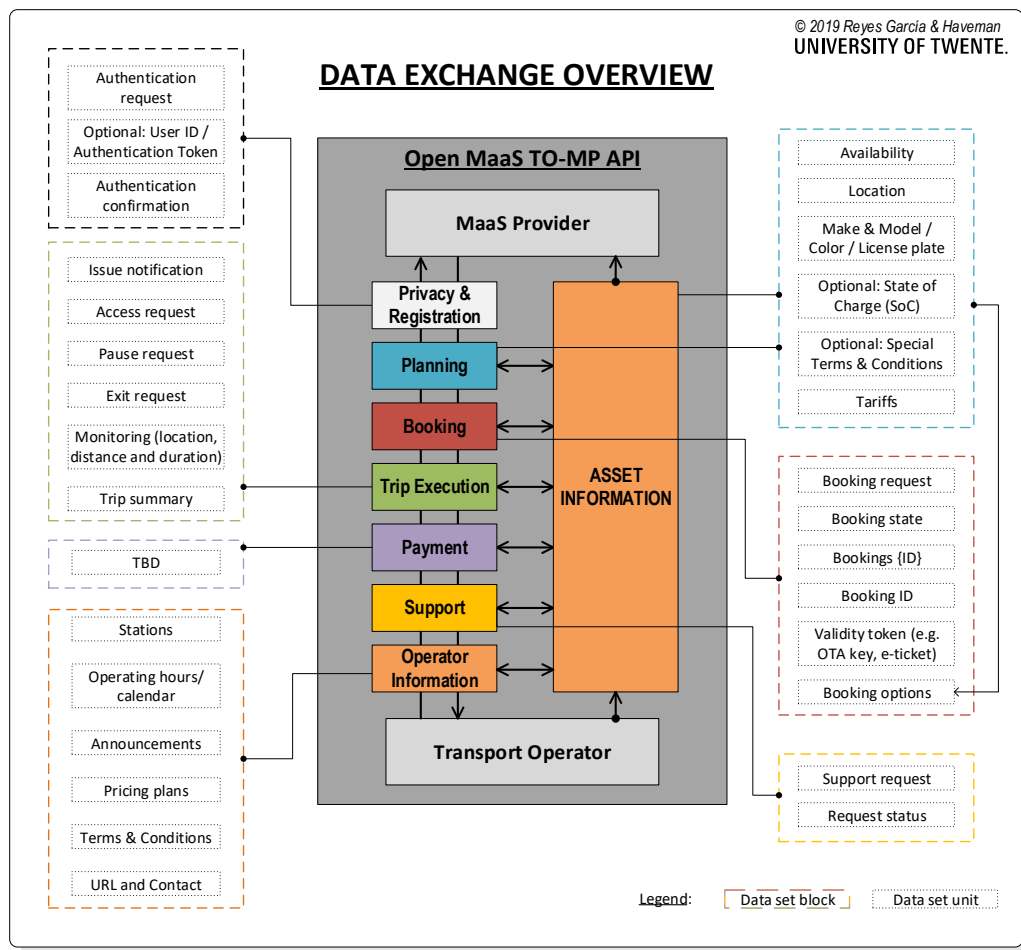 © 2019 Reyes García & Haveman
UNIVERSITY OF TWENTE.
DATA EXCHANGE OVERVIEW
Authentication
request
Optional: User ID /
Authentication Token
Authentication
confirmation
Issue notification
Access request
Pause request
Exit request
Monitoring (location,
distance and duration)
Trip summary
TBD
Stations
Operating hours/
calendar
Announcements
Pricing plans
Terms & Conditions
URL and Contact
Open MaaS TO-MP API
MaaS Provider
Privacy &
Registration
Planning
Booking
Trip Execution
Payment
Support
Operator
Information
ASSET
INFORMATION
Transport Operator
Availability
Location
Make & Model /
Color / License plate
Optional: State of
Charge (SoC)
Optional: Special
Terms & Conditions
Tariffs
Booking request
Booking state
Bookings {ID}
Booking ID
Validity token (e.g.
OTA key, e-ticket)
Booking options
Support request
Request status
Legend:
Data set block
Data set unit